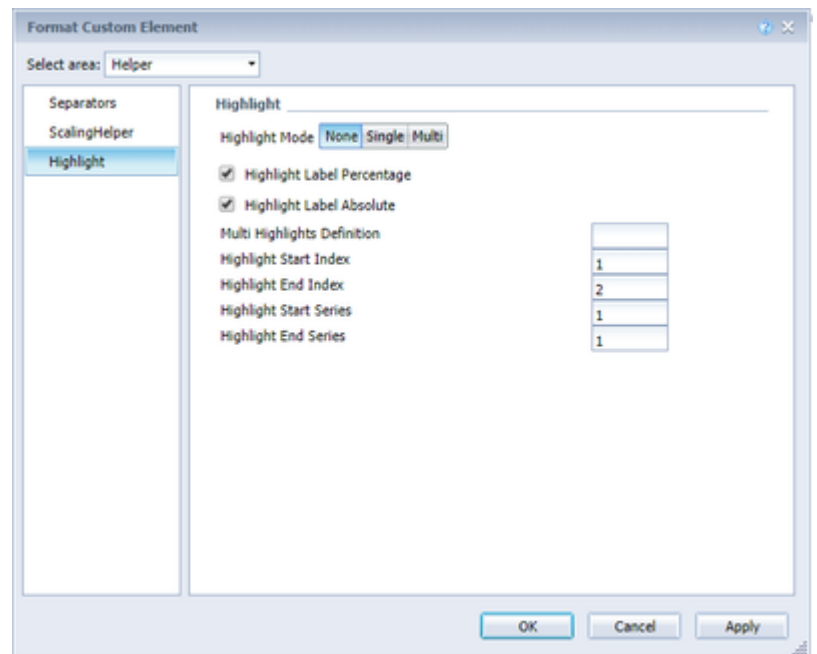 Format Custom Element
Select area: Helper
Separators
ScalingHelper
Highlight
Highlight
Highlight Mode None Single Multi
Highlight Label Percentage
Highlight Label Absolute
Multi Highlights Definition
Highlight Start Index 1
Highlight End Index 2
Highlight Start Series 1
Highlight End Series 1
OK Cancel Apply